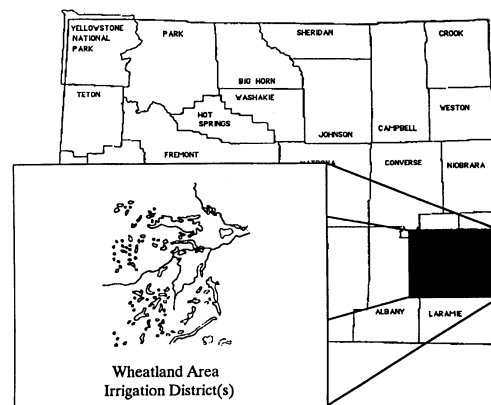 YELLOWSTONE
NATIONAL
PARK
PARK
SHERIDAN
CROOK
BIG HORN
TETON
WASHAKIE
HOT
SPRINGS
JOHNSON
CAMPBELL
WESTON
FREMONT
CONVERSE
NIOBRARA
ALBANY
LARAMIE
Wheatland Area
Irrigation District(s)